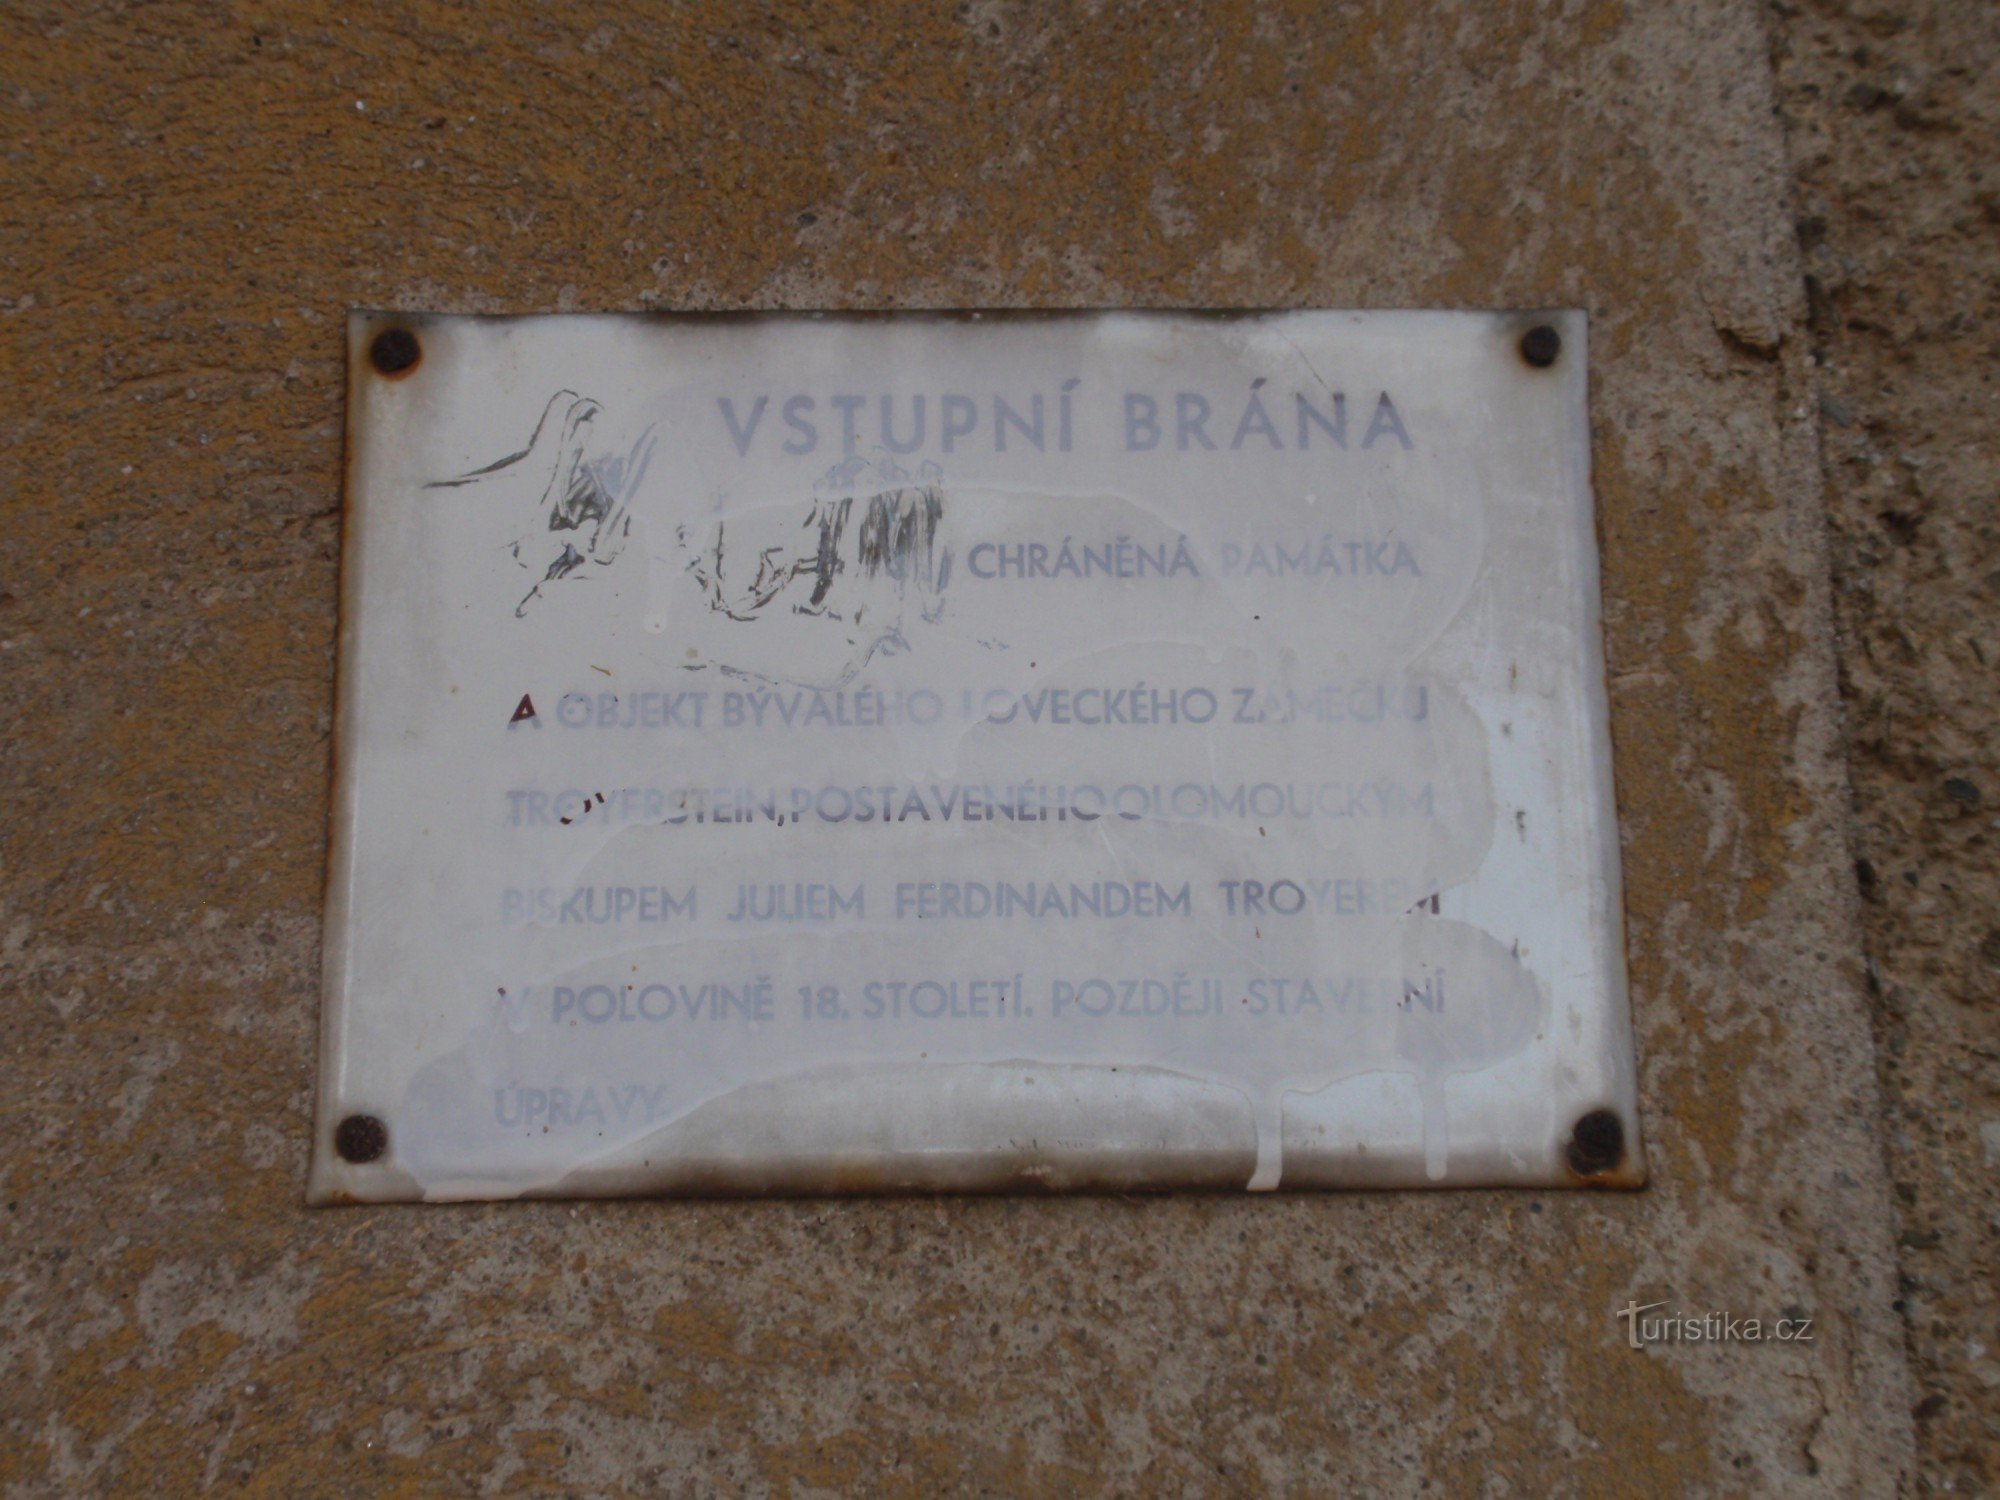 VSTUPNÍ BRÁNA
CHRÁNĚNÁ PAMÁTKA
A OBJEKT BÝVALÉHO LOVECKÉHO ZÁMEČKU
TROYERSTEIN, POSTAVENÉHO OLOMOUCKÝM
BISKUPEM JULIEM FERDINANDEM TROYEREM
V POLOVINĚ 18. STOLETÍ. POZDĚJI STAVEBNÍ
ÚPRAVY.
Turistika.cz